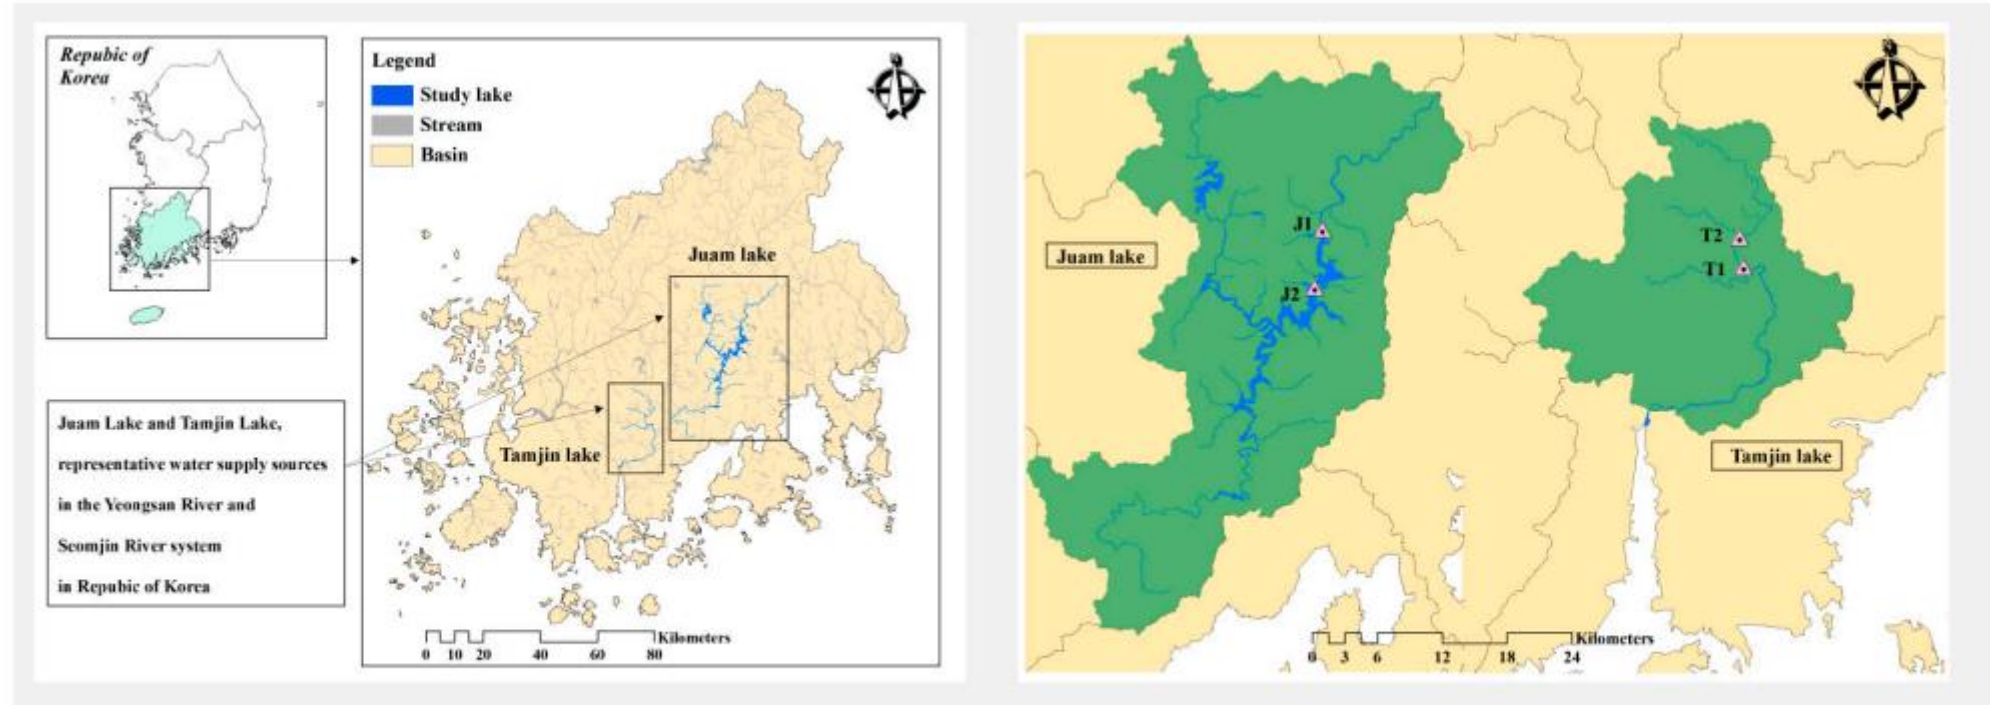 Repubic of
Korea
Legend
Study lake
Stream
Basin
Juam lake
Tamjin lake
Juam Lake and Tamjin Lake,
representative water supply sources
in the Yeongsan River and
Seomjin River system
in Repubic of Korea
Kilometers
0 10 20 40 60 80
Juam lake
J1
J2
T2
T1
Tamjin lake
Kilometers
0 3 6 12 18 24